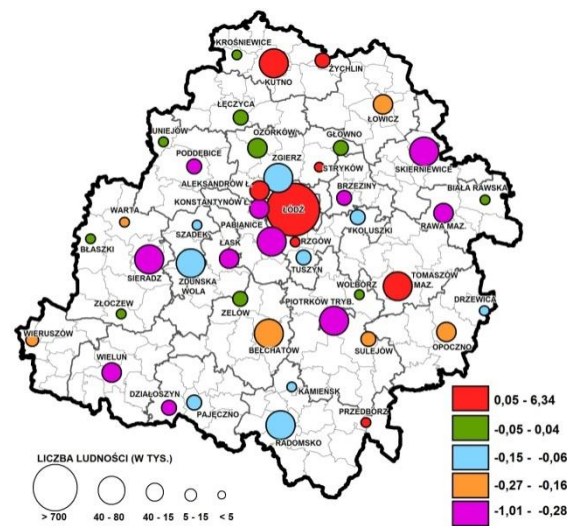 KROŚNIEWICE
KUTNO
ŻYCHLIN
ŁĘCZYCA
ŁOWICZ
UNIEJÓW
OZORKÓW
GŁOWNO
PODDĘBICE
ZGIERZ
STRYKÓW
SKIERNIEWICE
ALEKSANDRÓW Ł.
BRZEZINY
BIAŁA RAWSKA
KONSTANTYNÓW Ł.
ŁÓDŹ
WARTA
SZADEK
PABIANICE
KOLUSZKI
RAWA MAZ.
BŁASZKI
ŁASK
RZGÓW
SIERADZ
ZDUŃSKA
WOLA
TUSZYN
TOMASZÓW
MAZ.
WOLBÓRZ
DRZEWICA
ZŁOCZEW
ZELÓW
PIOTRKÓW TRYB.
WIERUSZÓW
BEŁCHATÓW
SULEJÓW
OPOCZNO
WIELUŃ
DZIAŁOSZYN
PAJĘCZNO
KAMIEŃSK
PRZEDBÓRZ
RADOMSKO
0,05 - 6,34
-0,05 - 0,04
-0,15 - -0,06
-0,27 - -0,16
-1,01 - -0,28
LICZBA LUDNOŚCI (W TYS.)
> 700 40 - 80 40 - 15 5 - 15 < 5